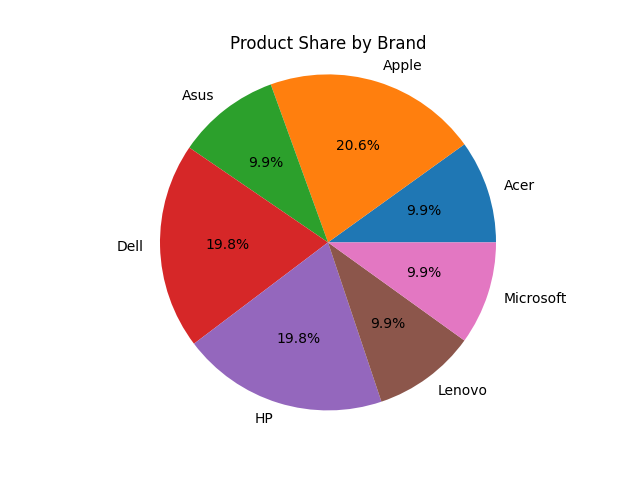 Product Share by Brand
Apple
Asus
20.6%
9.9%
Acer
9.9%
Dell
19.8%
9.9%
Microsoft
9.9%
19.8%
Lenovo
HP